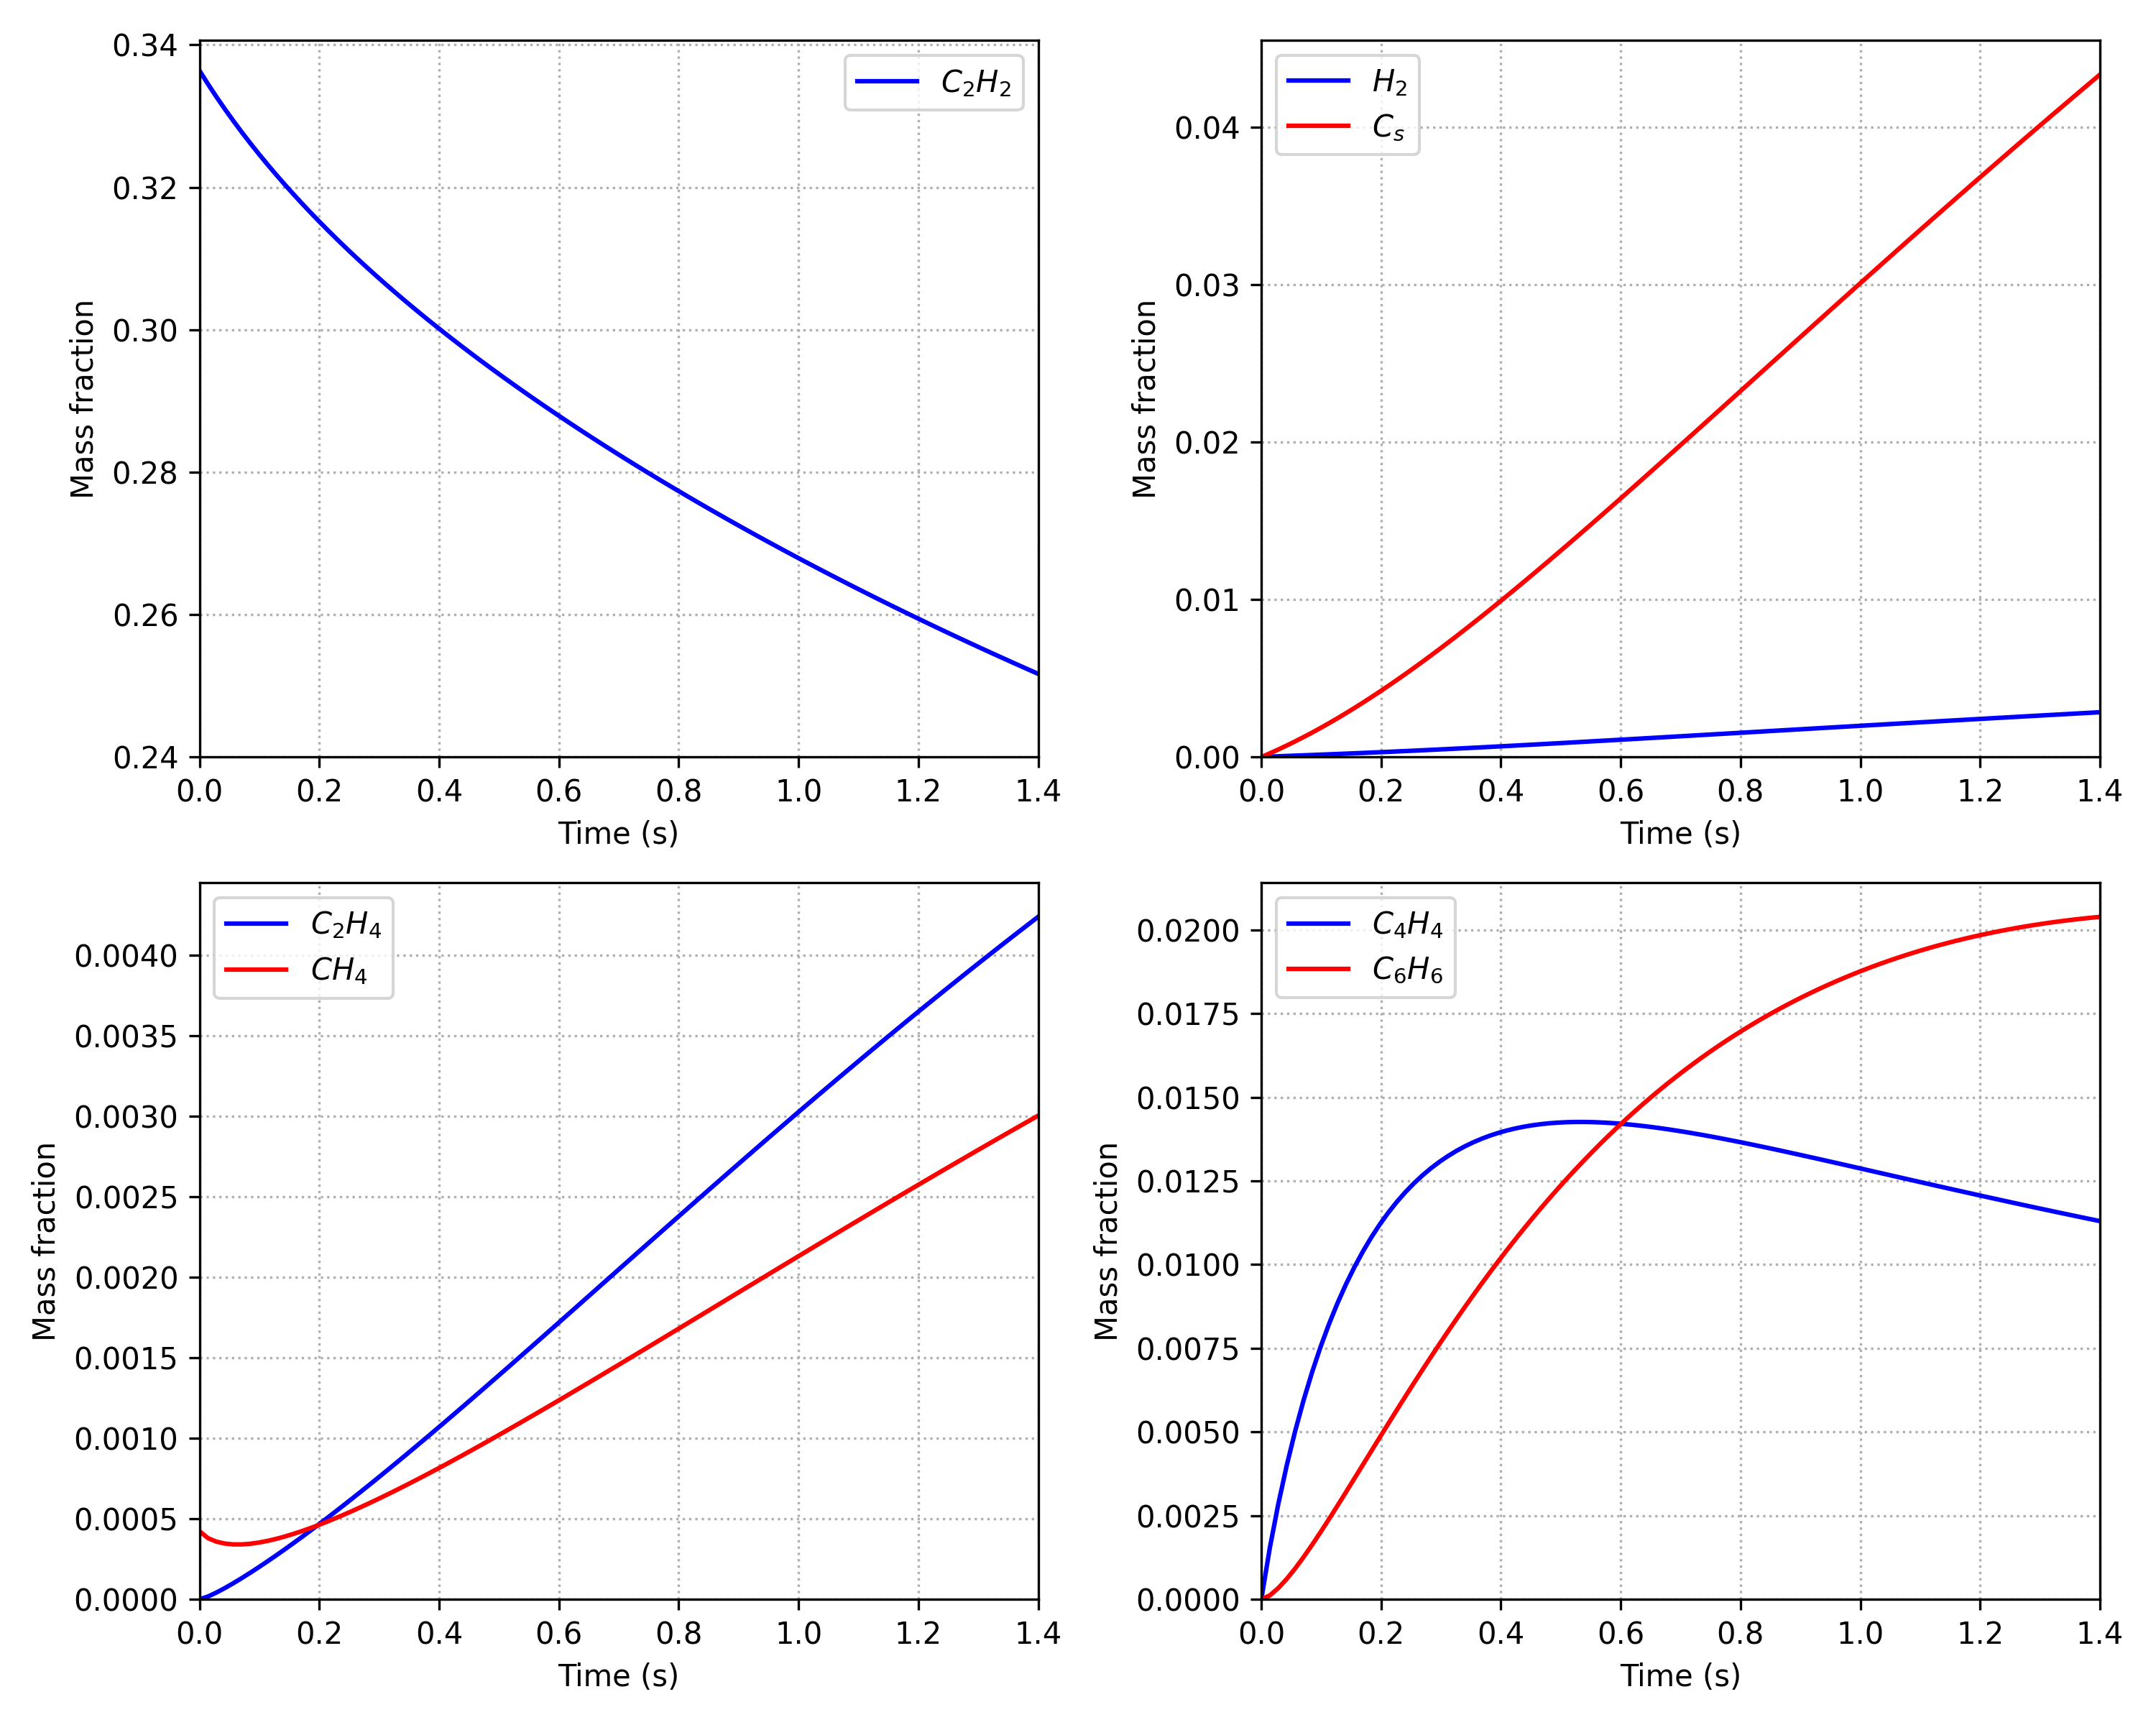 0.34
0.32
0.30
0.28
0.26
0.24
Mass fraction
0.0 0.2 0.4 0.6 0.8 1.0 1.2 1.4
Time (s)
C₂H₂
0.04
0.03
0.02
0.01
0.00
Mass fraction
0.0 0.2 0.4 0.6 0.8 1.0 1.2 1.4
Time (s)
H₂
Cₛ
0.0040
0.0035
0.0030
0.0025
0.0020
0.0015
0.0010
0.0005
0.0000
Mass fraction
0.0 0.2 0.4 0.6 0.8 1.0 1.2 1.4
Time (s)
C₂H₄
CH₄
0.0200
0.0175
0.0150
0.0125
0.0100
0.0075
0.0050
0.0025
0.0000
Mass fraction
0.0 0.2 0.4 0.6 0.8 1.0 1.2 1.4
Time (s)
C₄H₄
C₆H₆